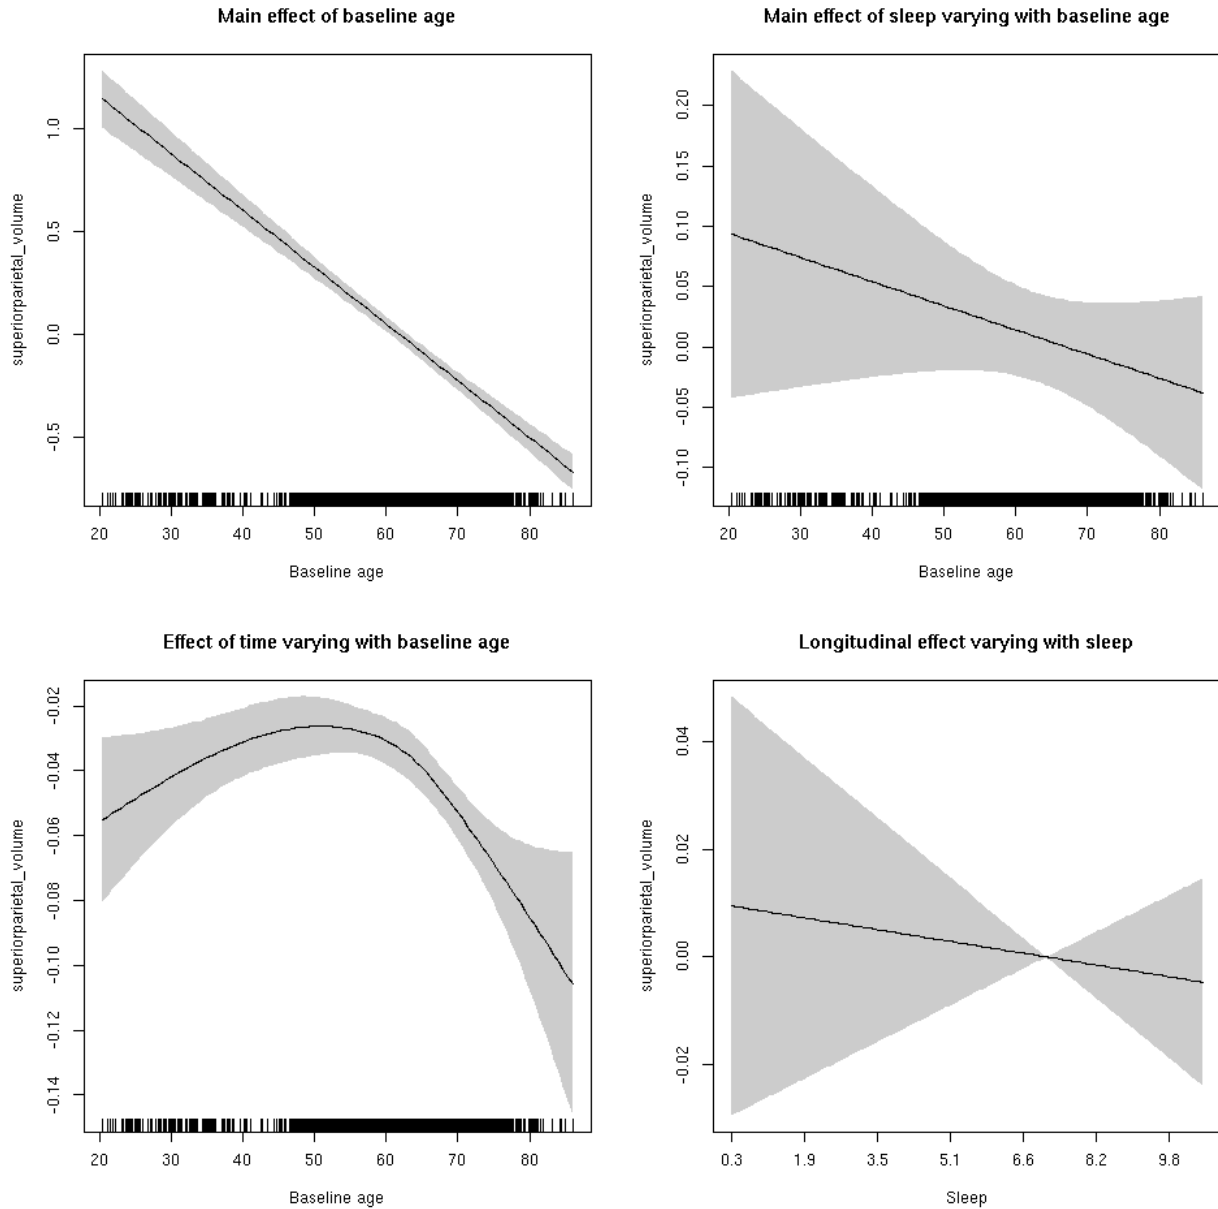 Main effect of baseline age
superiorparietal_volume
1.0
0.5
0.0
-0.5
20 30 40 50 60 70 80
Baseline age
Main effect of sleep varying with baseline age
superiorparietal_volume
0.20
0.15
0.10
0.05
0.00
-0.05
-0.10
20 30 40 50 60 70 80
Baseline age
Effect of time varying with baseline age
superiorparietal_volume
-0.02
-0.04
-0.06
-0.08
-0.10
-0.12
-0.14
20 30 40 50 60 70 80
Baseline age
Longitudinal effect varying with sleep
superiorparietal_volume
0.04
0.02
0.00
-0.02
0.3 1.9 3.5 5.1 6.6 8.2 9.8
Sleep